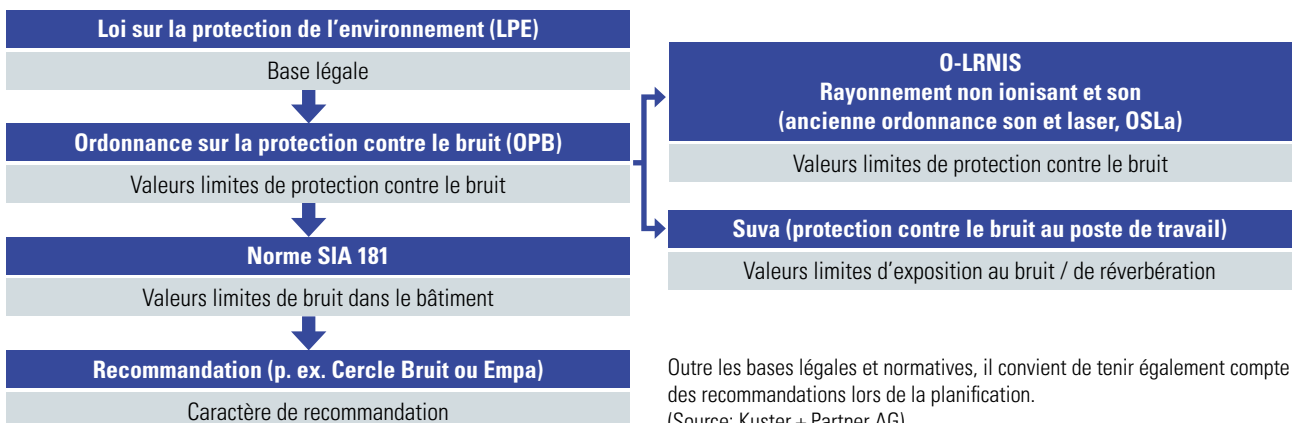 Loi sur la protection de l'environnement (LPE)
Base légale
Ordonnance sur la protection contre le bruit (OPB)
Valeurs limites de protection contre le bruit
Norme SIA 181
Valeurs limites de bruit dans le bâtiment
Recommandation (p. ex. Cercle Bruit ou Empa)
Caractère de recommandation
O-LRNIS
Rayonnement non ionisant et son
(ancienne ordonnance son et laser, OSLa)
Valeurs limites de protection contre le bruit
Suva (protection contre le bruit au poste de travail)
Valeurs limites d'exposition au bruit / de réverbération
Outre les bases légales et normatives, il convient de tenir également compte
des recommandations lors de la planification.
(Source: Kuster + Partner AG)